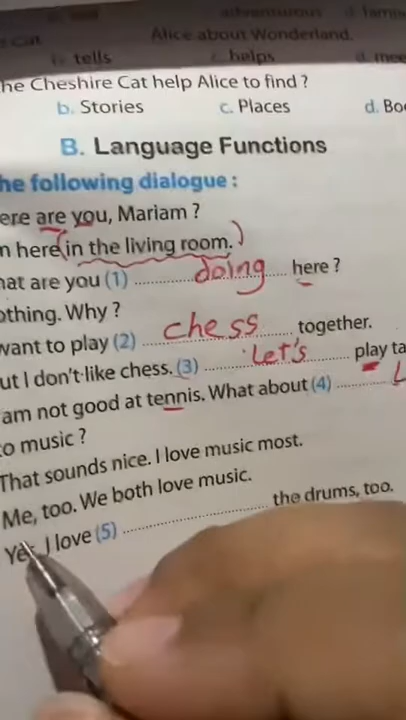 adventurous d. famo
Alice about Wonderland.
b. tells c. helps d. mee
he Cheshire Cat help Alice to find ?
b. Stories c. Places d. Bo
B. Language Functions
he following dialogue :
ere are you, Mariam ?
n here (in the living room.)
hat are you (1) doing here ?
othing. Why ?
want to play (2) chess together.
ut I don't like chess. (3) Let's play ta
am not good at tennis. What about (4) L
o music ?
That sounds nice. I love music most.
Me, too. We both love music.
Yes, I love (5) the drums, too.